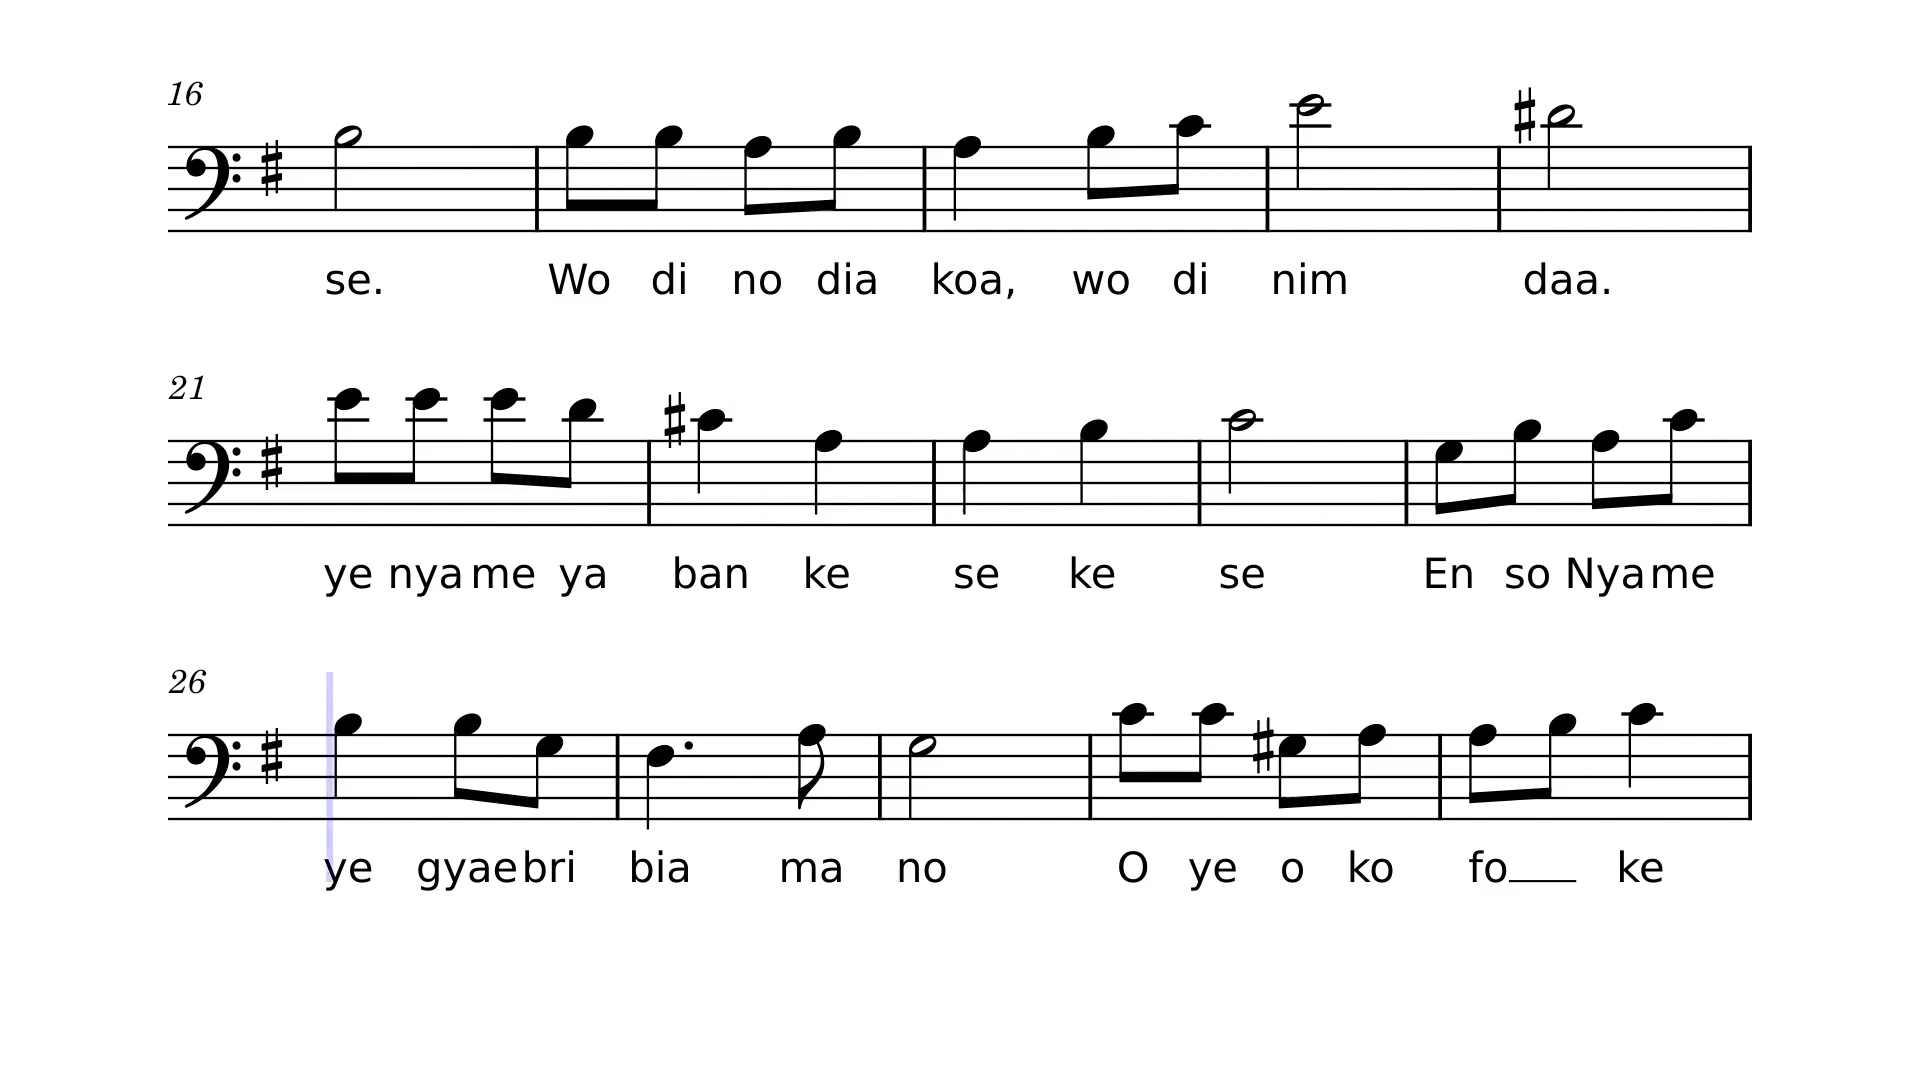 16
se. Wo di no dia koa, wo di nim daa.
21
ye nya me ya ban ke se ke se En so Nya me
26
ye gyae bri bia ma no O ye o ko fo ke